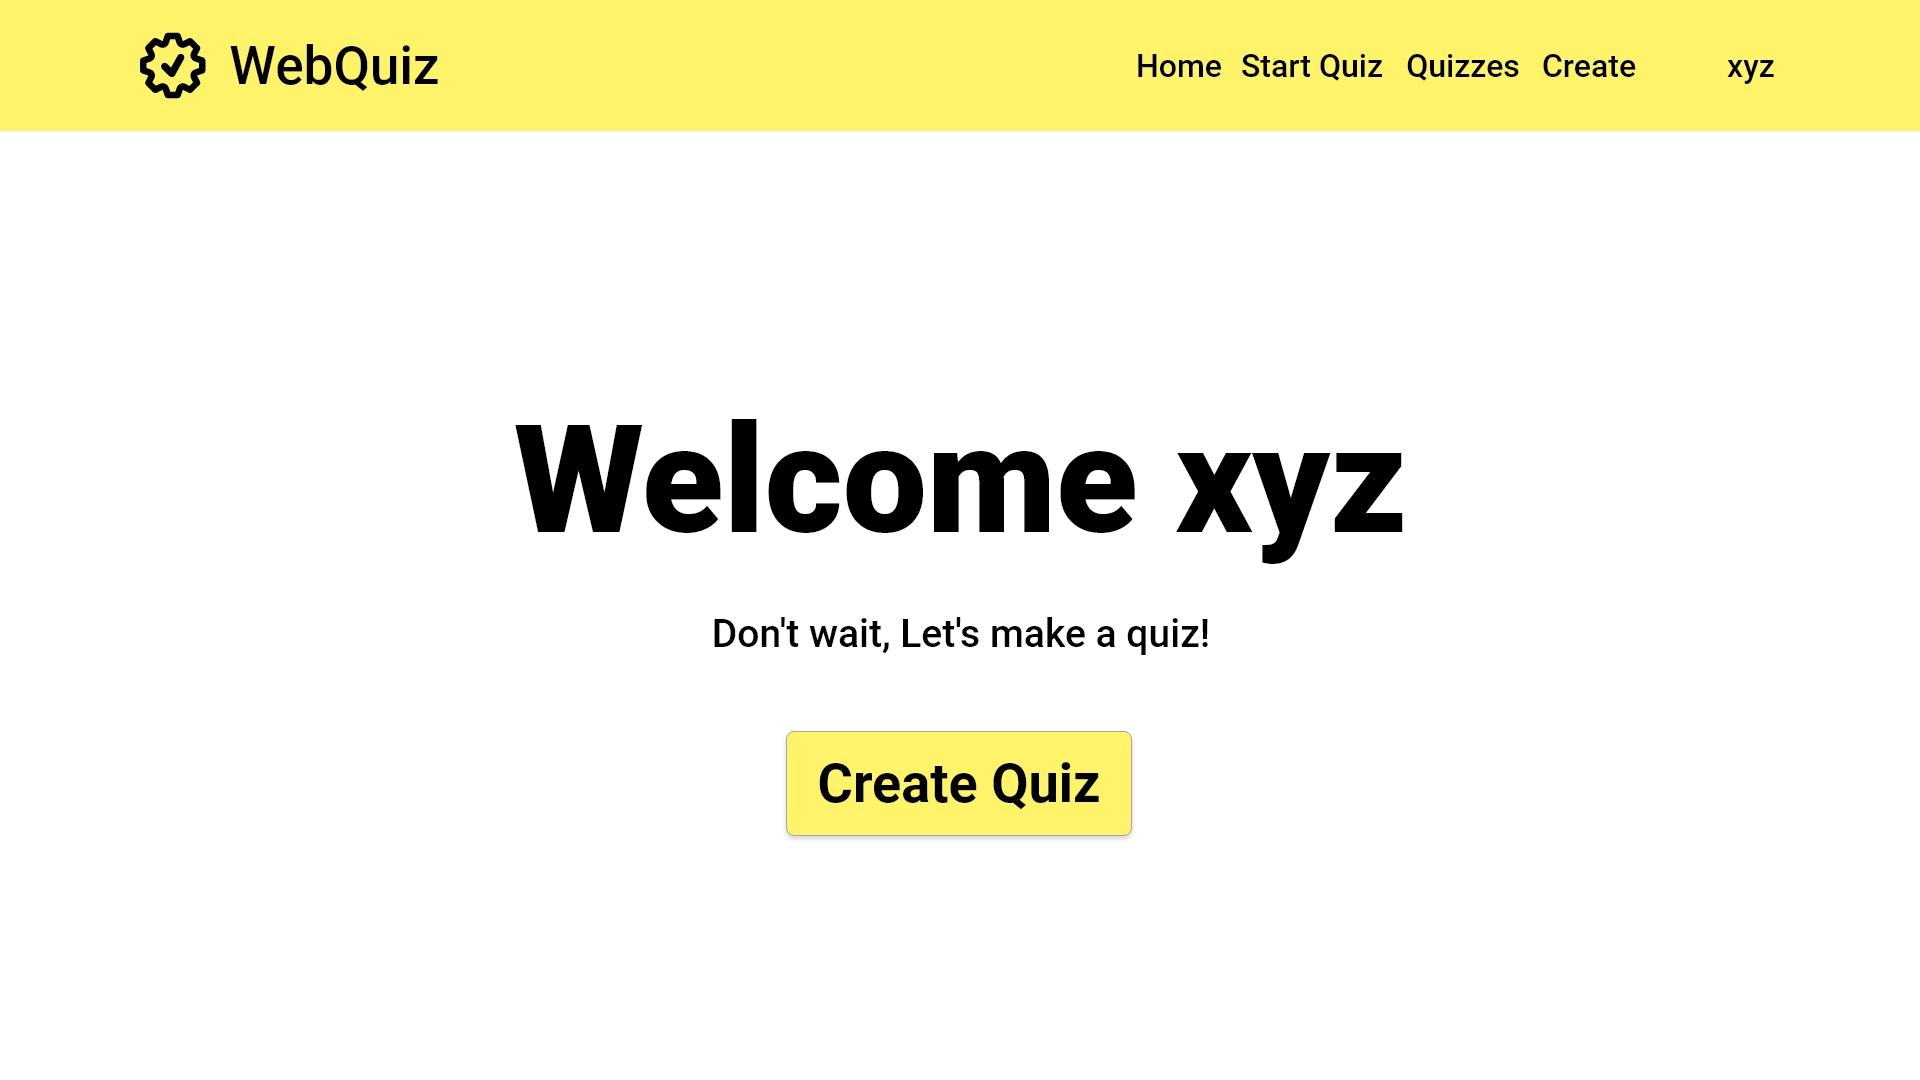 WebQuiz
Home Start Quiz Quizzes Create xyz
Welcome xyz
Don't wait, Let's make a quiz!
Create Quiz